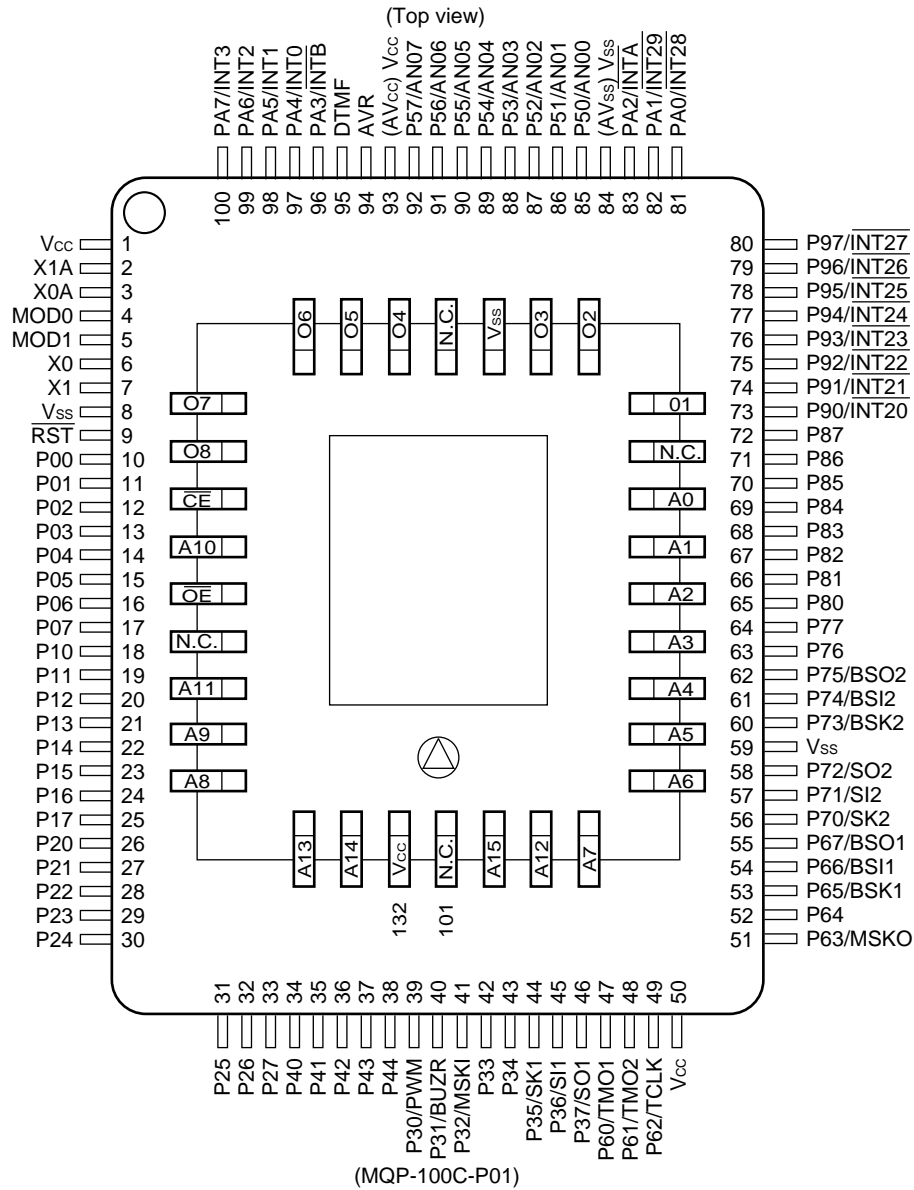 (Top view)
PA7/INT3
PA6/INT2
PA5/INT1
PA4/INT0
PA3/INTB
DTMF
AVR
(AVcc) Vcc
P57/AN07
P56/AN06
P55/AN05
P54/AN04
P53/AN03
P52/AN02
P51/AN01
P50/AN00
(AVss) Vss
PA2/INTA
PA1/INT29
PA0/INT28
100
99
98
97
96
95
94
93
92
91
90
89
88
87
86
85
84
83
82
81
Vcc 1
X1A 2
X0A 3
MOD0 4
MOD1 5
X0 6
X1 7
Vss 8
RST 9
P00 10
P01 11
P02 12
P03 13
P04 14
P05 15
P06 16
P07 17
P10 18
P11 19
P12 20
P13 21
P14 22
P15 23
P16 24
P17 25
P20 26
P21 27
P22 28
P23 29
P24 30
O6
O5
O4
N.C.
Vss
O3
O2
O7
O8
CE
A10
OE
N.C.
A11
A9
A8
01
N.C.
A0
A1
A2
A3
A4
A5
A6
A13
A14
Vcc
N.C.
A15
A12
A7
132
101
80 P97/INT27
79 P96/INT26
78 P95/INT25
77 P94/INT24
76 P93/INT23
75 P92/INT22
74 P91/INT21
73 P90/INT20
72 P87
71 P86
70 P85
69 P84
68 P83
67 P82
66 P81
65 P80
64 P77
63 P76
62 P75/BSO2
61 P74/BSI2
60 P73/BSK2
59 Vss
58 P72/SO2
57 P71/SI2
56 P70/SK2
55 P67/BSO1
54 P66/BSI1
53 P65/BSK1
52 P64
51 P63/MSKO
31
32
33
34
35
36
37
38
39
40
41
42
43
44
45
46
47
48
49
50
P25
P26
P27
P40
P41
P42
P43
P44
P30/PWM
P31/BUZR
P32/MSKI
P33
P34
P35/SK1
P36/SI1
P37/SO1
P60/TMO1
P61/TMO2
P62/TCLK
Vcc
(MQP-100C-P01)